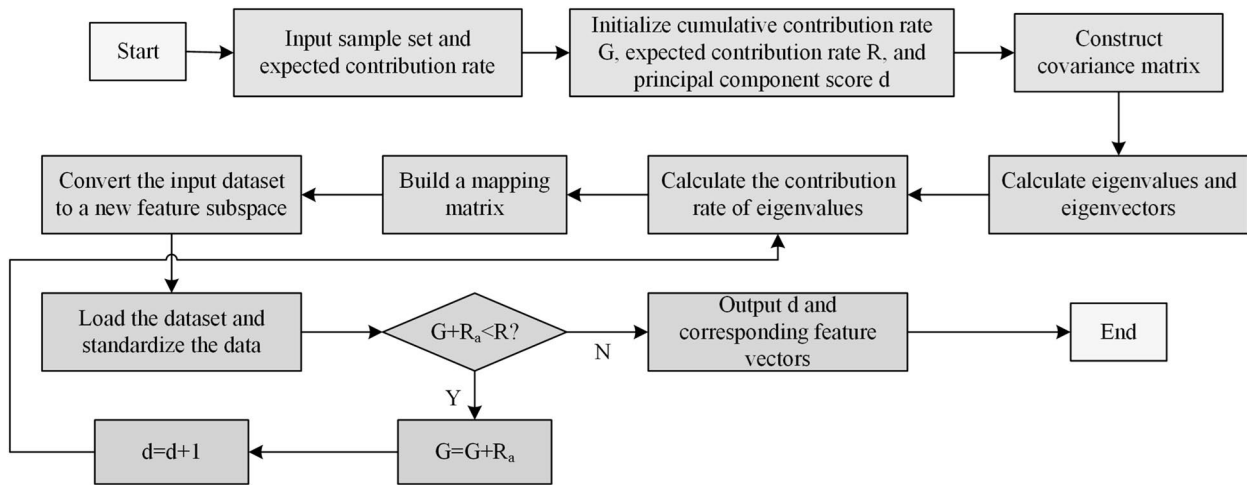 Start
Input sample set and
expected contribution rate
Initialize cumulative contribution rate
G, expected contribution rate R, and
principal component score d
Construct
covariance matrix
Calculate eigenvalues and
eigenvectors
Calculate the contribution
rate of eigenvalues
Build a mapping
matrix
Convert the input dataset
to a new feature subspace
Load the dataset and
standardize the data
G+Rₐ<R?
N
Output d and
corresponding feature
vectors
End
Y
G=G+Rₐ
d=d+1